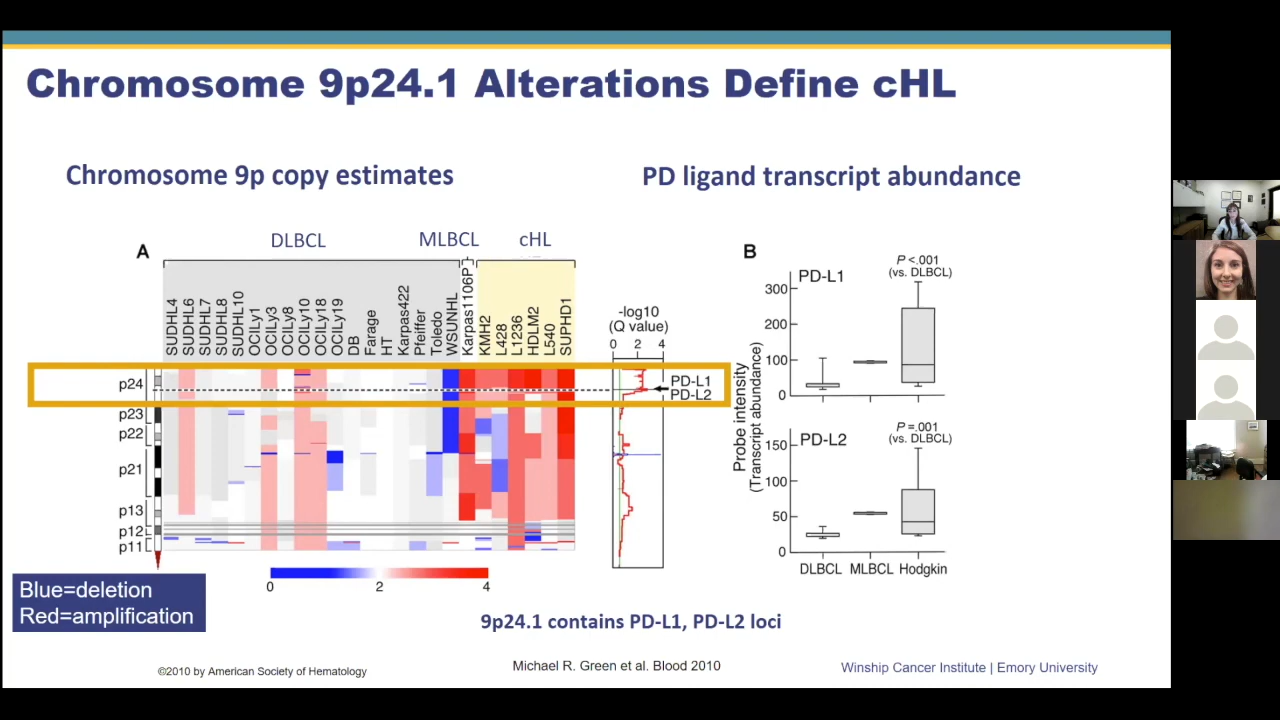 Chromosome 9p24.1 Alterations Define cHL
Chromosome 9p copy estimates
PD ligand transcript abundance
A
DLBCL
MLBCL
cHL
SUDHL4
SUDHL6
SUDHL7
SUDHL8
SUDHL10
OCILy1
OCILy3
OCILy8
OCILy10
OCILy18
OCILy19
DB
Farage
HT
Karpas422
Pfeiffer
Toledo
WSUNHL
Karpas1106P
KMH2
L428
L1236
HDLM2
L540
SUPHD1
-log10
(Q value)
0 2 4
p24
p23
p22
p21
p13
p12
p11
PD-L1
PD-L2
0 2 4
Blue=deletion
Red=amplification
B
PD-L1
P <.001
(vs. DLBCL)
300
200
100
0
Probe intensity
(Transcript abundance)
PD-L2
P =.001
(vs. DLBCL)
150
100
50
0
DLBCL MLBCL Hodgkin
9p24.1 contains PD-L1, PD-L2 loci
©2010 by American Society of Hematology
Michael R. Green et al. Blood 2010
Winship Cancer Institute | Emory University